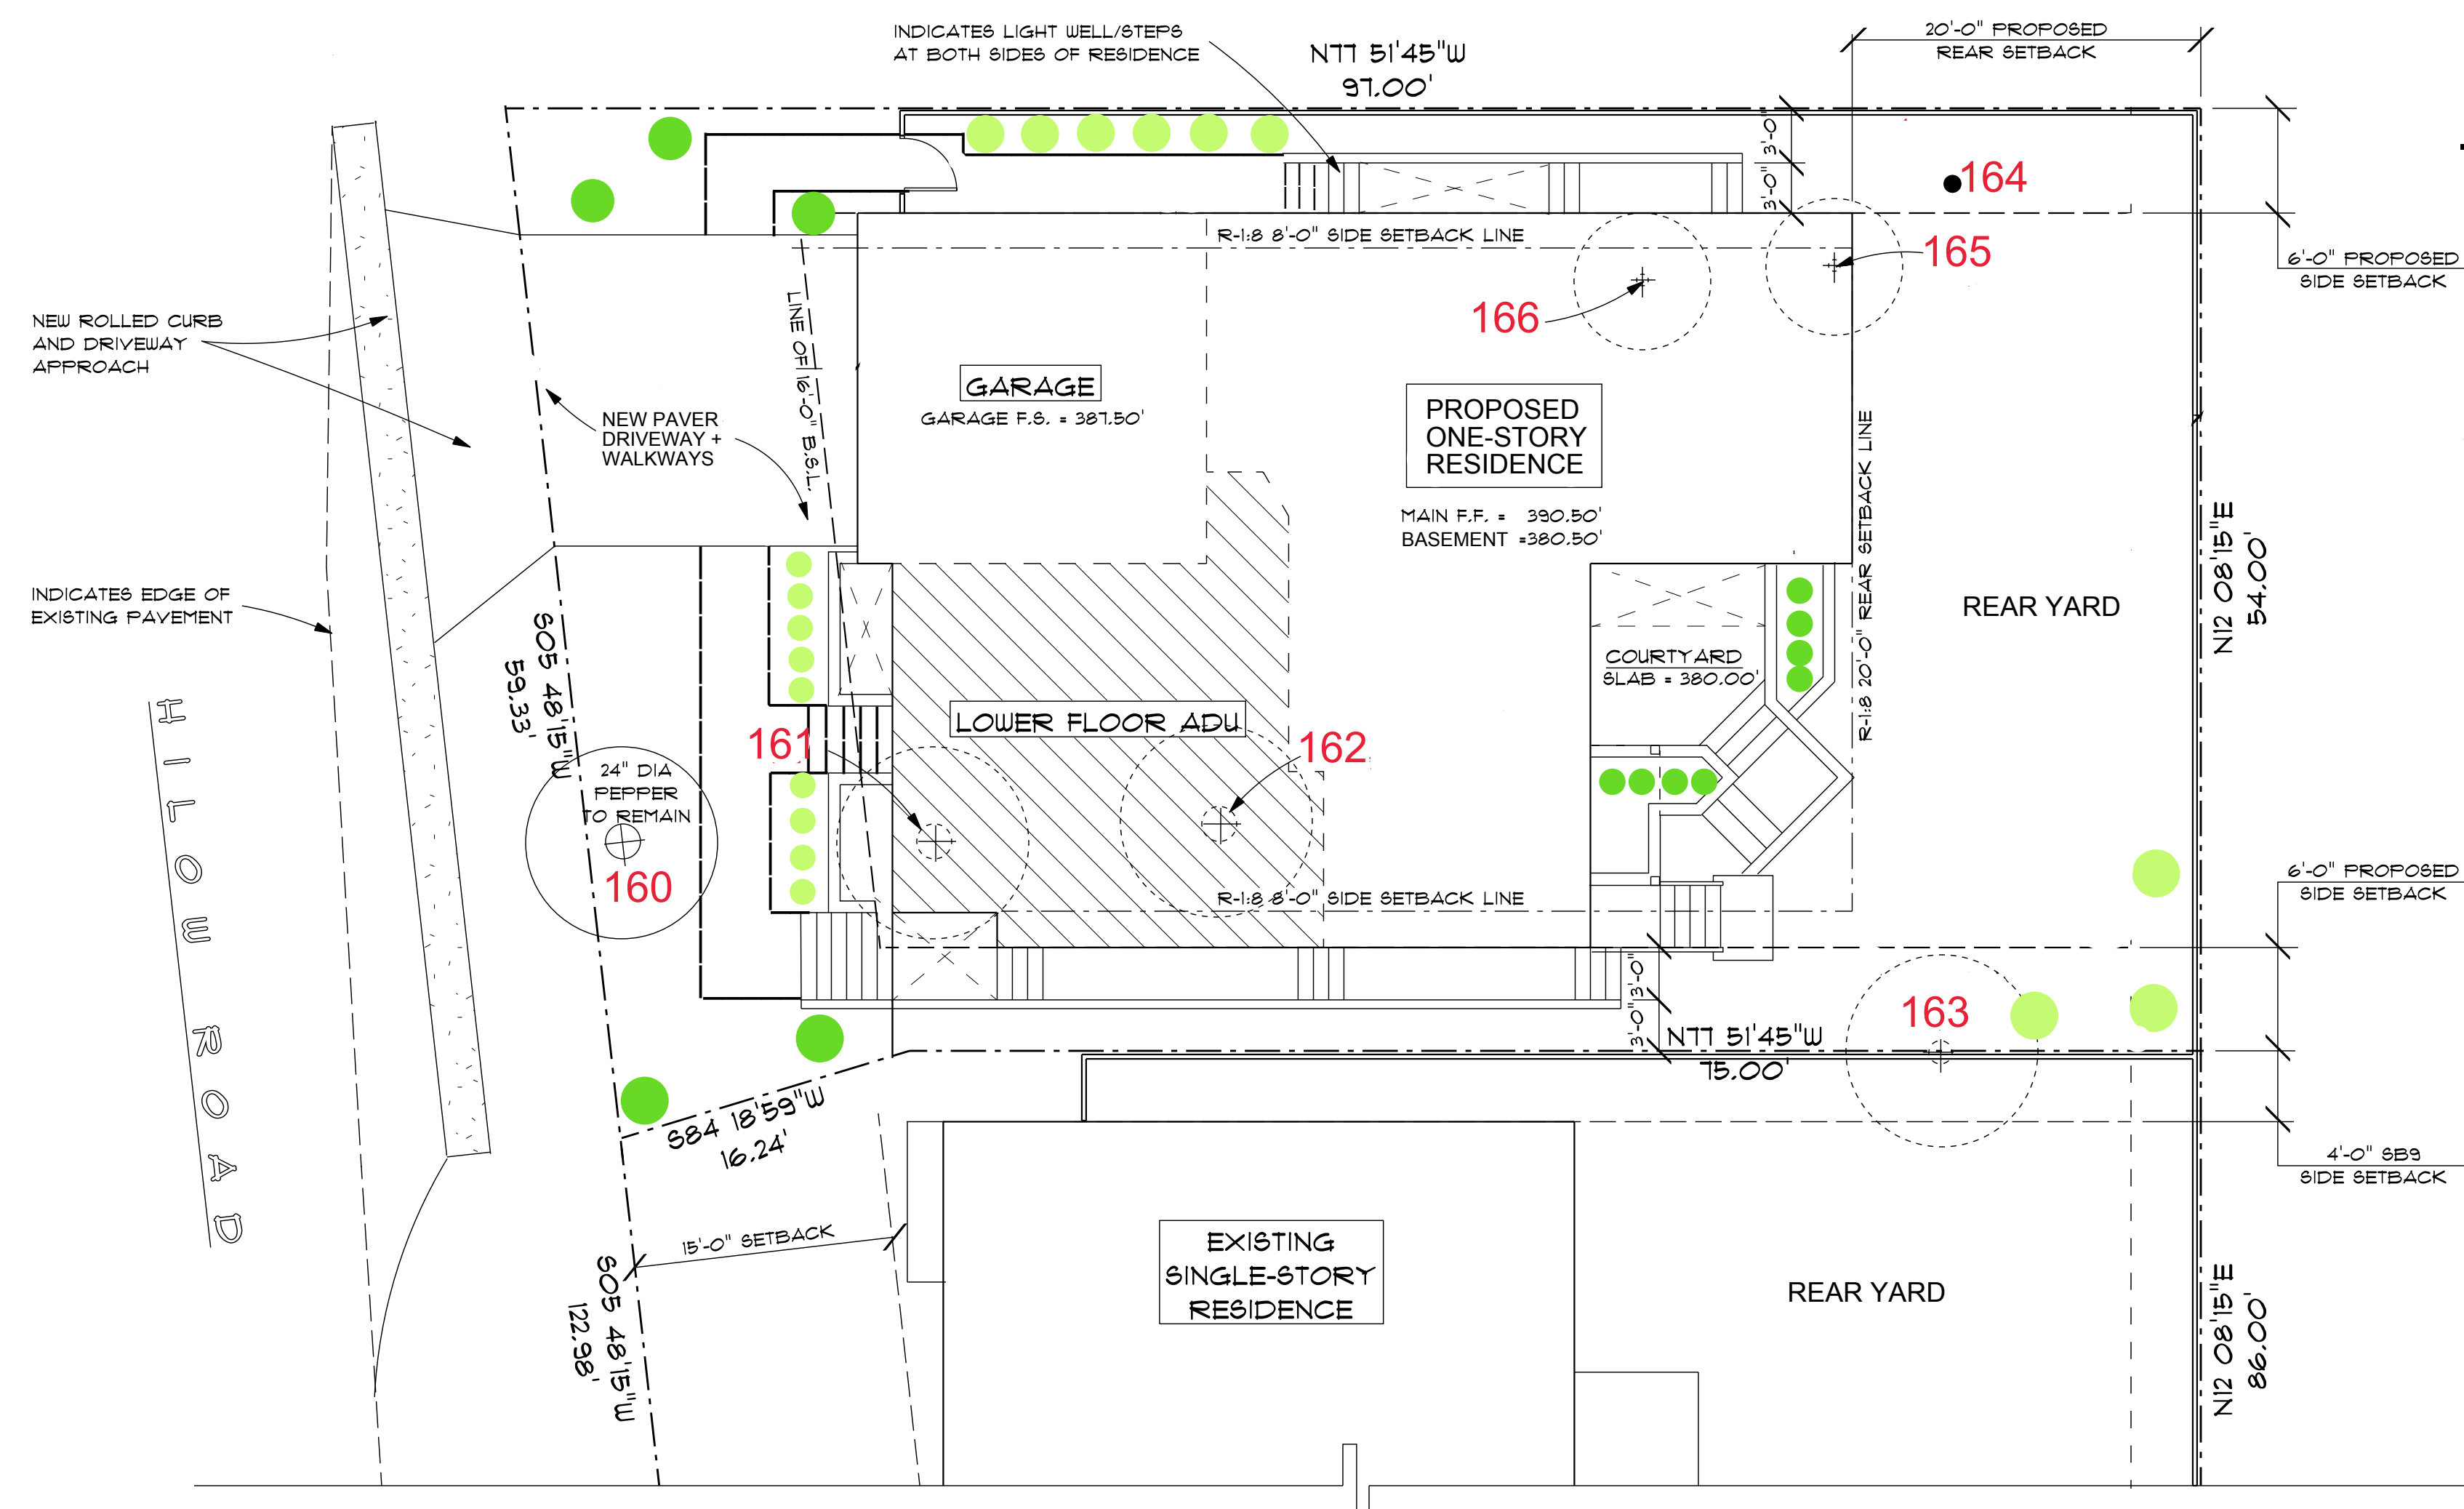 INDICATES LIGHT WELL/STEPS
AT BOTH SIDES OF RESIDENCE
N77 51'45"W
97.00'
20'-0" PROPOSED
REAR SETBACK
3'-0"
3'-0"
164
165
166
6'-0" PROPOSED
SIDE SETBACK
R-1:8 8'-0" SIDE SETBACK LINE
NEW ROLLED CURB
AND DRIVEWAY
APPROACH
LINE OF 16'-0" B.S.L.
GARAGE
GARAGE F.S. = 387.50'
NEW PAVER
DRIVEWAY +
WALKWAYS
PROPOSED
ONE-STORY
RESIDENCE
MAIN F.F. = 390.50'
BASEMENT =380.50'
R-1:8 20'-0" REAR SETBACK LINE
N12 08'15"E
54.00'
INDICATES EDGE OF
EXISTING PAVEMENT
REAR YARD
S05 48'15"W
59.33'
COURTYARD
SLAB = 380.00'
HILOW ROAD
LOWER FLOOR ADU
161
162
24" DIA
PEPPER
TO REMAIN
160
R-1:8 8'-0" SIDE SETBACK LINE
6'-0" PROPOSED
SIDE SETBACK
3'-0"
3'-0"
163
N77 51'45"W
75.00'
S84 18'59"W
16.24'
4'-0" SB9
SIDE SETBACK
15'-0" SETBACK
S05 48'15"W
122.98'
EXISTING
SINGLE-STORY
RESIDENCE
REAR YARD
N12 08'15"E
86.00'